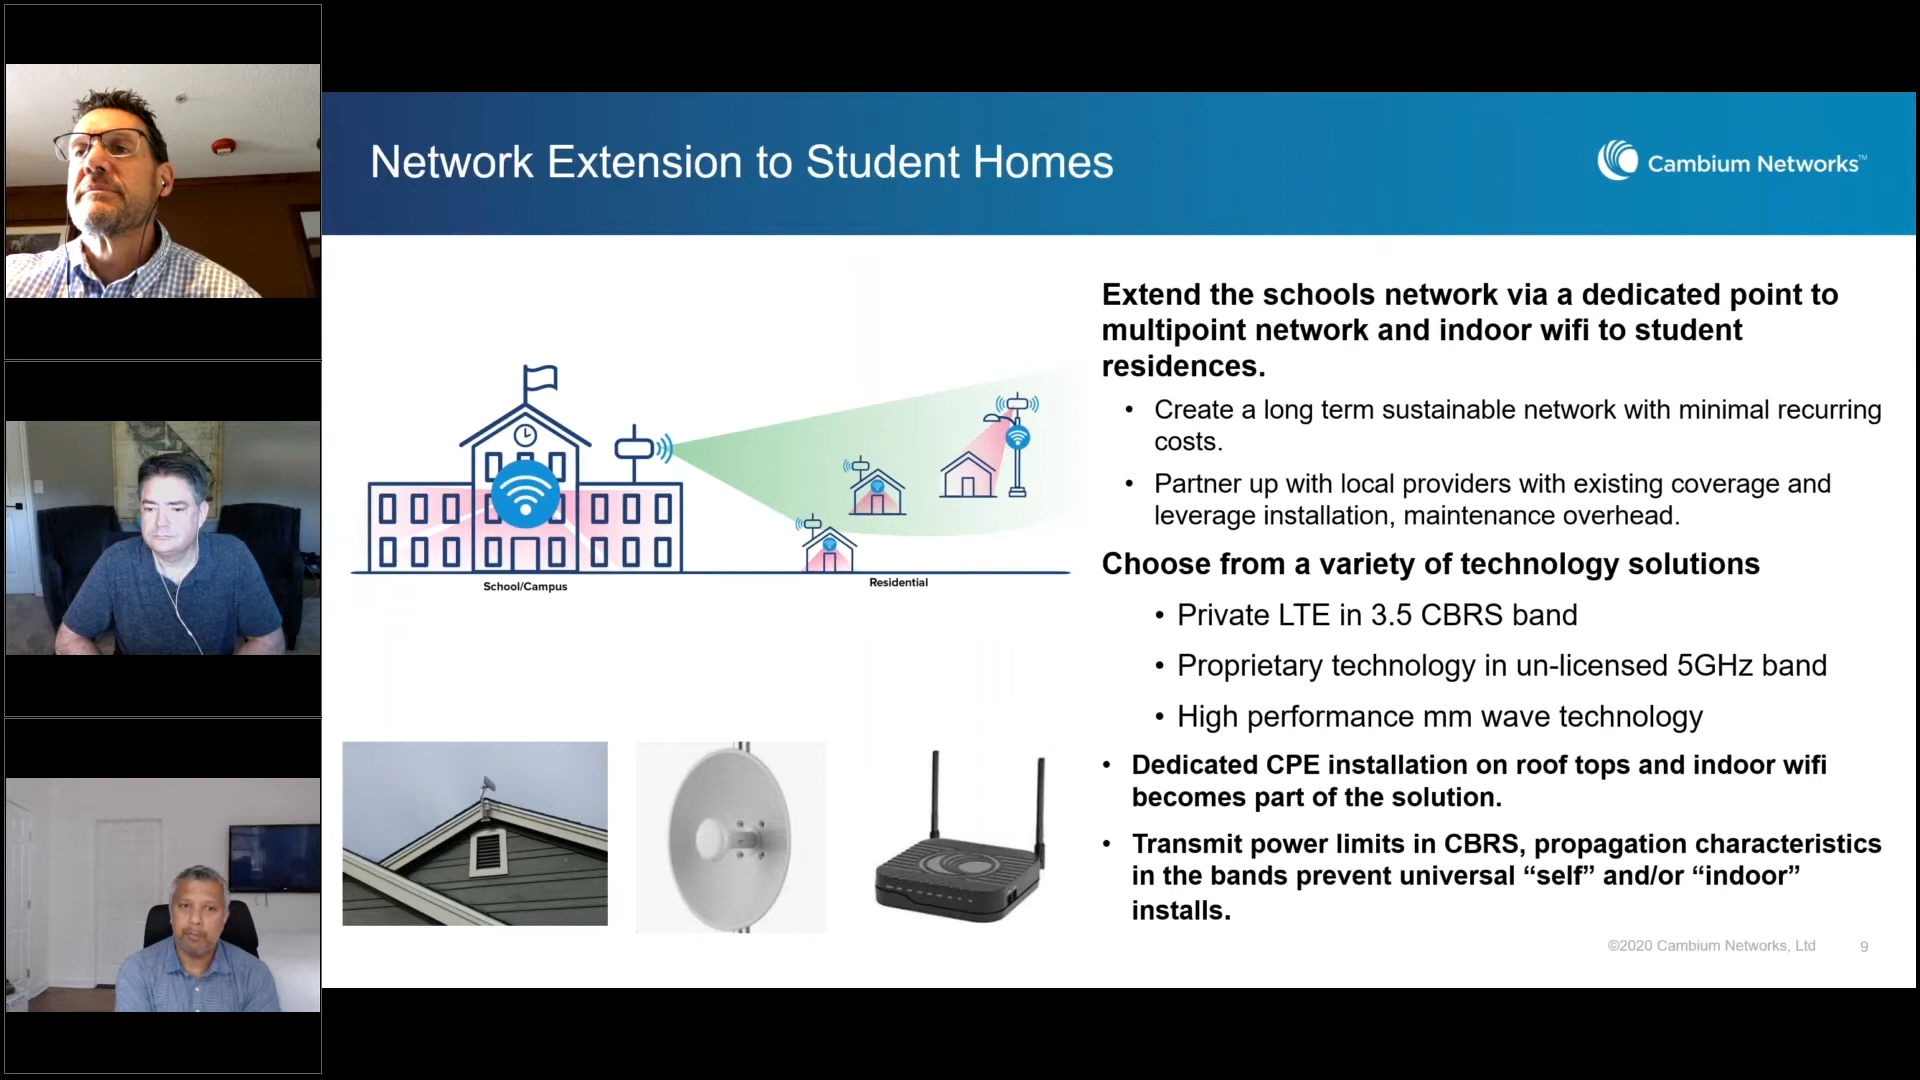 Network Extension to Student Homes
Cambium Networks™
Extend the schools network via a dedicated point to
multipoint network and indoor wifi to student
residences.
• Create a long term sustainable network with minimal recurring
costs.
• Partner up with local providers with existing coverage and
leverage installation, maintenance overhead.
Choose from a variety of technology solutions
• Private LTE in 3.5 CBRS band
• Proprietary technology in un-licensed 5GHz band
• High performance mm wave technology
• Dedicated CPE installation on roof tops and indoor wifi
becomes part of the solution.
• Transmit power limits in CBRS, propagation characteristics
in the bands prevent universal “self” and/or “indoor”
installs.
School/Campus
Residential
©2020 Cambium Networks, Ltd
9